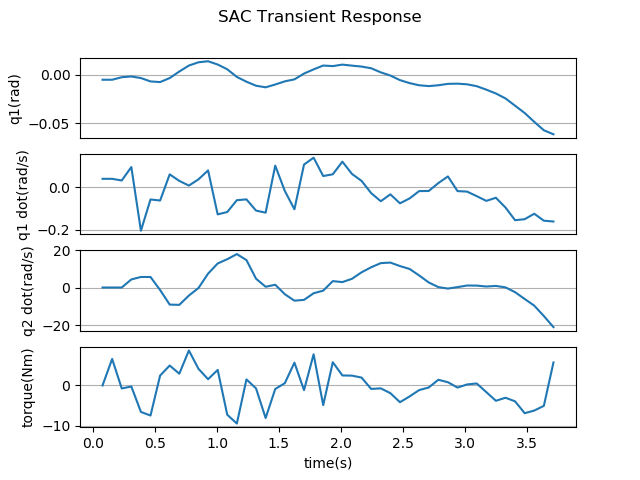 SAC Transient Response
q1(rad)
0.00
−0.05
q1 dot(rad/s)
0.0
−0.2
q2 dot(rad/s)
20
0
−20
torque(Nm)
0
−10
0.0 0.5 1.0 1.5 2.0 2.5 3.0 3.5
time(s)